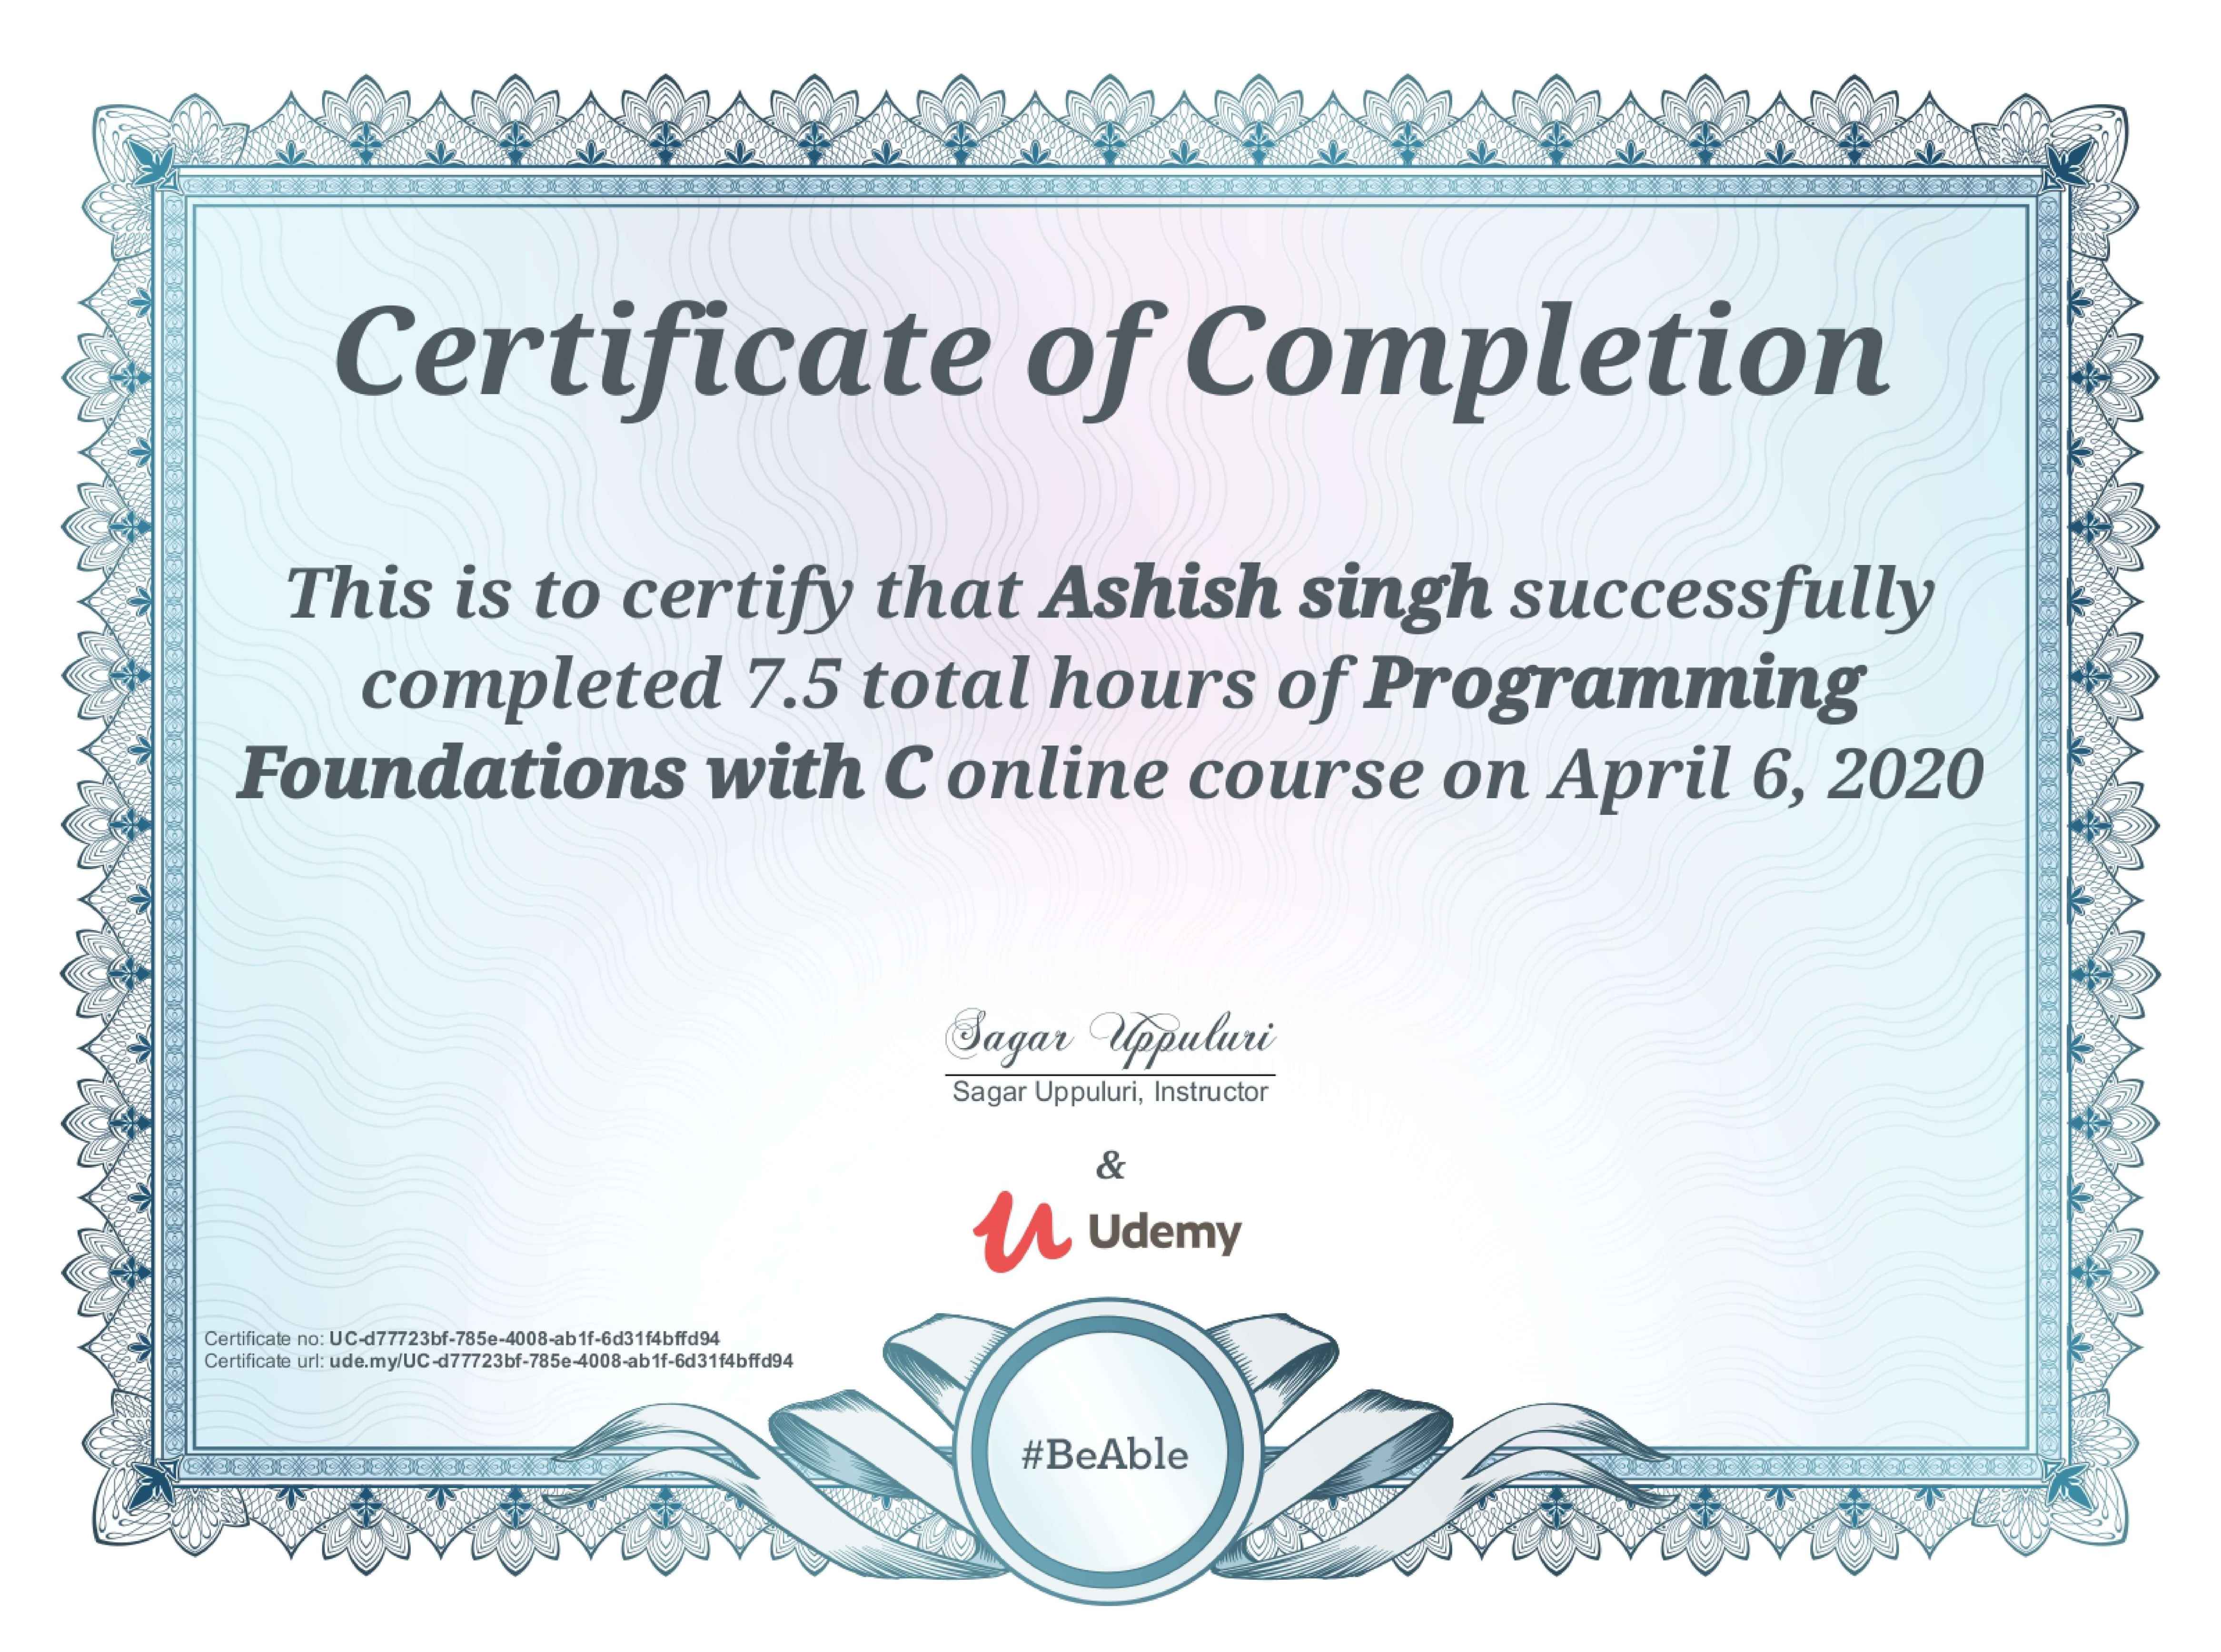 Certificate of Completion
This is to certify that Ashish singh successfully
completed 7.5 total hours of Programming
Foundations with C online course on April 6, 2020
Sagar Uppuluri
Sagar Uppuluri, Instructor
&
Udemy
Certificate no: UC-d77723bf-785e-4008-ab1f-6d31f4bffd94
Certificate url: ude.my/UC-d77723bf-785e-4008-ab1f-6d31f4bffd94
#BeAble